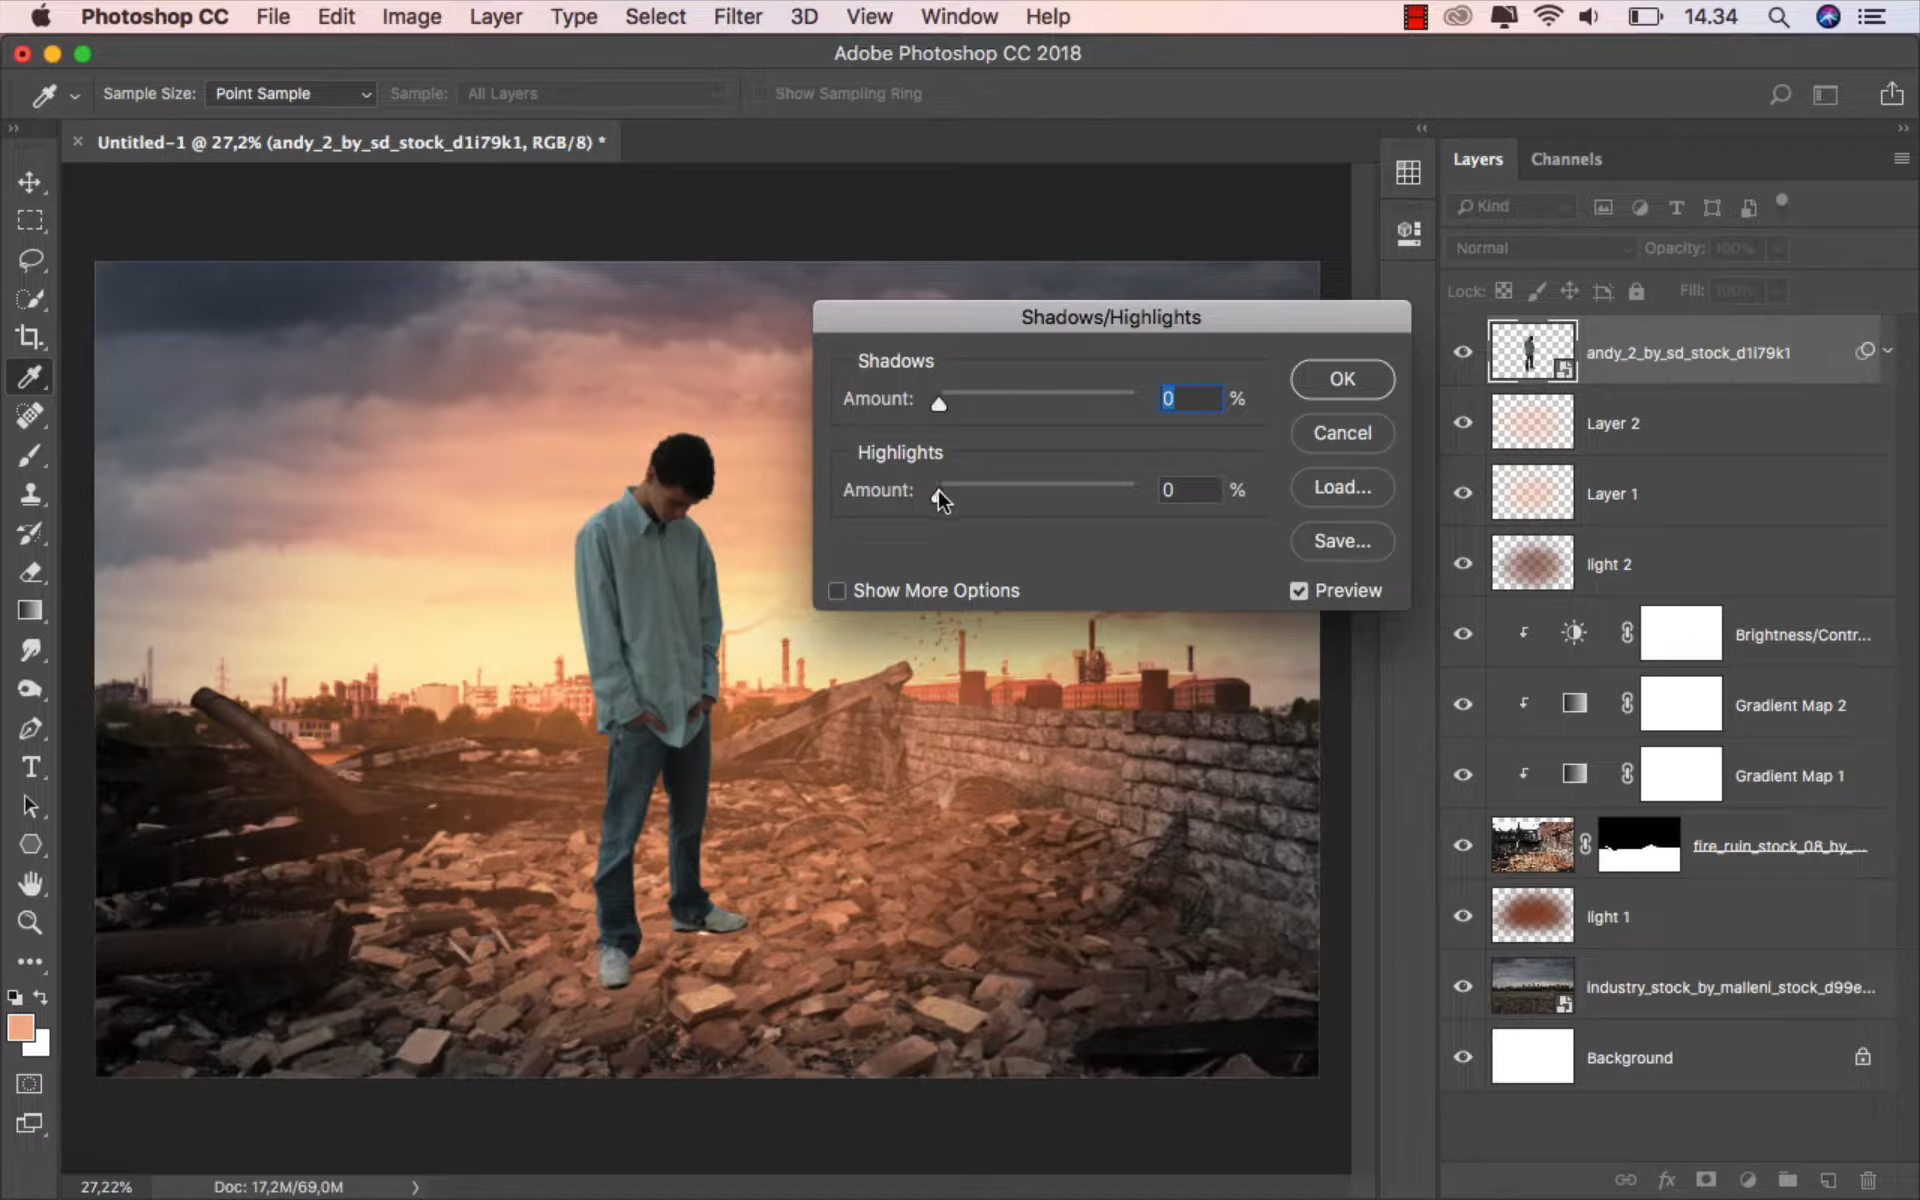 Photoshop CC File Edit Image Layer Type Select Filter 3D View Window Help 14.34
Adobe Photoshop CC 2018
Sample Size: Point Sample Sample: All Layers Show Sampling Ring
Untitled-1 @ 27,2% (andy_2_by_sd_stock_d1i79k1, RGB/8) *
Layers Channels
Kind
Normal Opacity: 100%
Lock: Fill: 100%
Shadows/Highlights
Shadows
Amount: 0 %
Highlights
Amount: 0 %
OK
Cancel
Load...
Save...
Show More Options
Preview
andy_2_by_sd_stock_d1i79k1
Layer 2
Layer 1
light 2
Brightness/Contr...
Gradient Map 2
Gradient Map 1
fire_ruin_stock_08_by_...
light 1
industry_stock_by_malleni_stock_d99e...
Background
27,22% Doc: 17,2M/69,0M